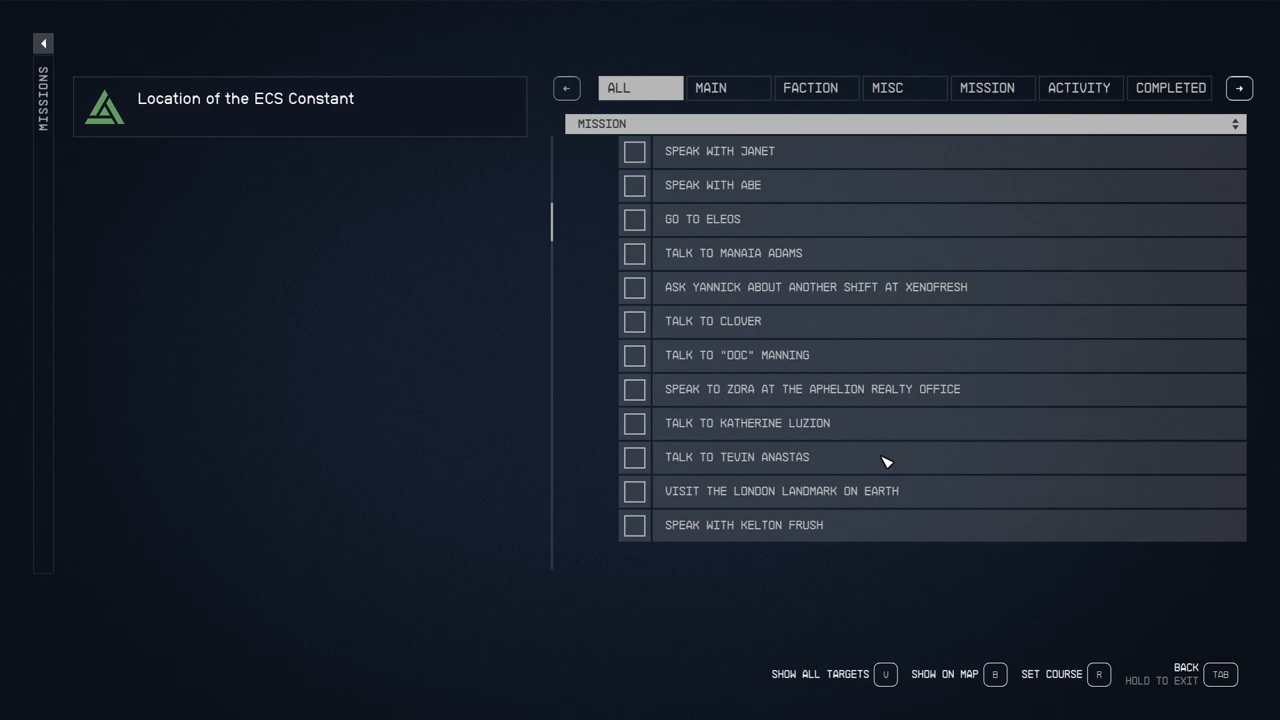 MISSIONS
Location of the ECS Constant
ALL MAIN FACTION MISC MISSION ACTIVITY COMPLETED
MISSION
SPEAK WITH JANET
SPEAK WITH ABE
GO TO ELEOS
TALK TO MANAIA ADAMS
ASK YANNICK ABOUT ANOTHER SHIFT AT XENOFRESH
TALK TO CLOVER
TALK TO "DOC" MANNING
SPEAK TO ZORA AT THE APHELION REALTY OFFICE
TALK TO KATHERINE LUZION
TALK TO TEVIN ANASTAS
VISIT THE LONDON LANDMARK ON EARTH
SPEAK WITH KELTON FRUSH
SHOW ALL TARGETS V SHOW ON MAP B SET COURSE R BACK TAB
HOLD TO EXIT